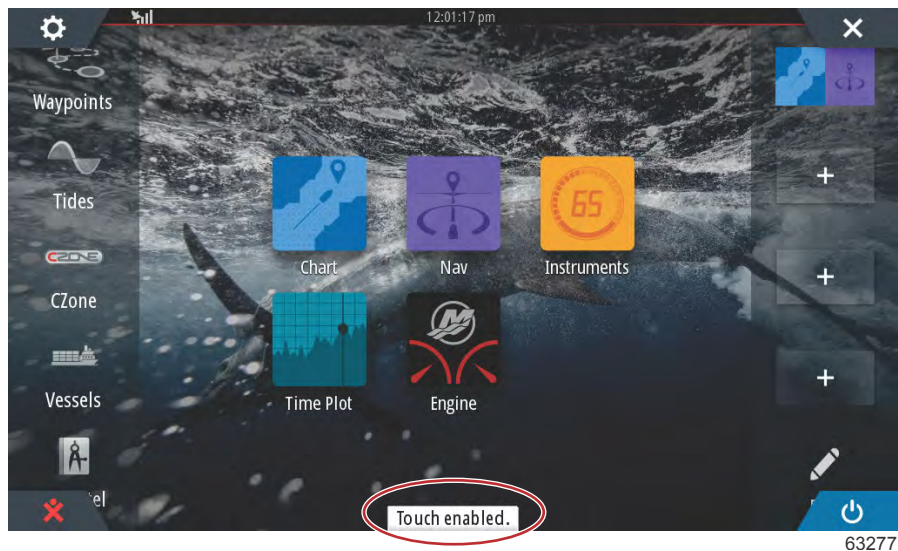 12:01:17 pm
Waypoints
Tides
CZONE
CZone
Vessels
65
Chart
Nav
Instruments
Time Plot
Engine
Touch enabled.
63277